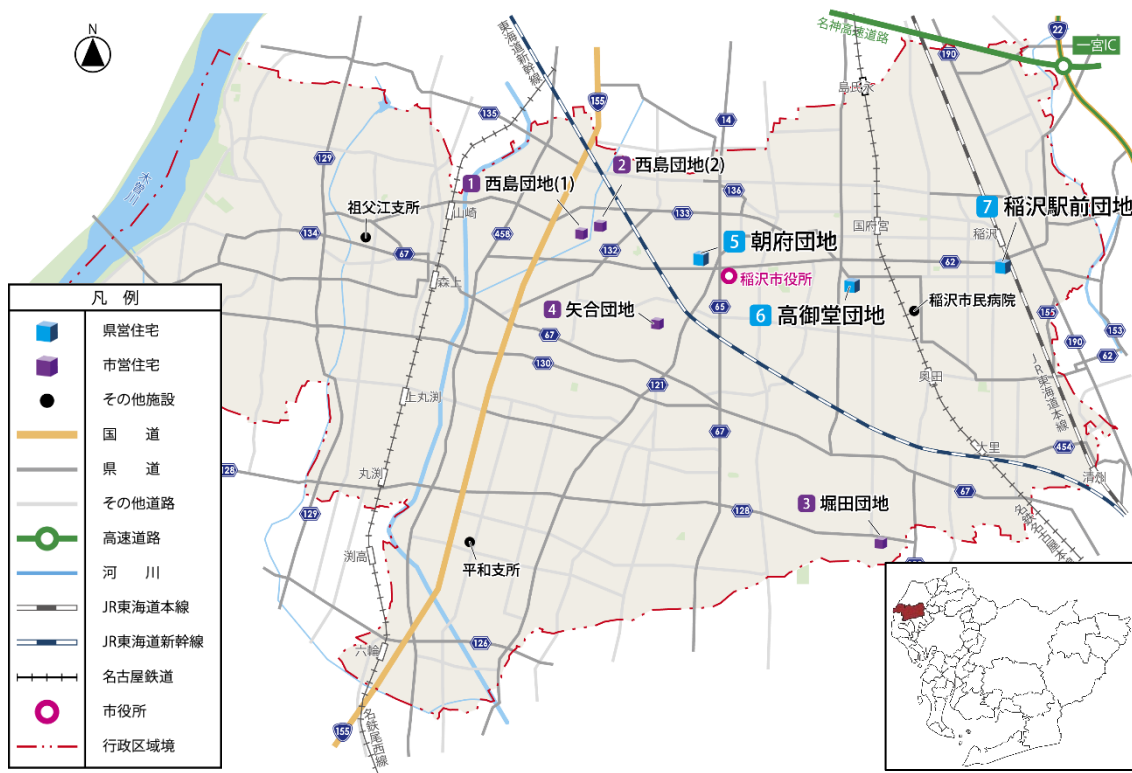 N
名神高速道路
22
一宮IC
190
東海道新幹線
155
島氏永
135
14
129
2 西島団地(2)
1 西島団地(1)
136
7 稲沢駅前団地
木曽川
祖父江支所
山崎
133
国府宮
稲沢
134
67
458
132
5 朝府団地
62
森上
稲沢市役所
65
6 高御堂団地
稲沢市民病院
155
153
190
62
4 矢合団地
67
130
奥田
JR東海道本線
上丸渕
121
67
大里
454
清洲
128
丸渕
67
129
3 堀田団地
128
名鉄名古屋本線
渕高
平和支所
126
六輪
155
名鉄尾西線
凡 例
県営住宅
市営住宅
その他施設
国 道
県 道
その他道路
高速道路
河 川
JR東海道本線
JR東海道新幹線
名古屋鉄道
市役所
行政区域境